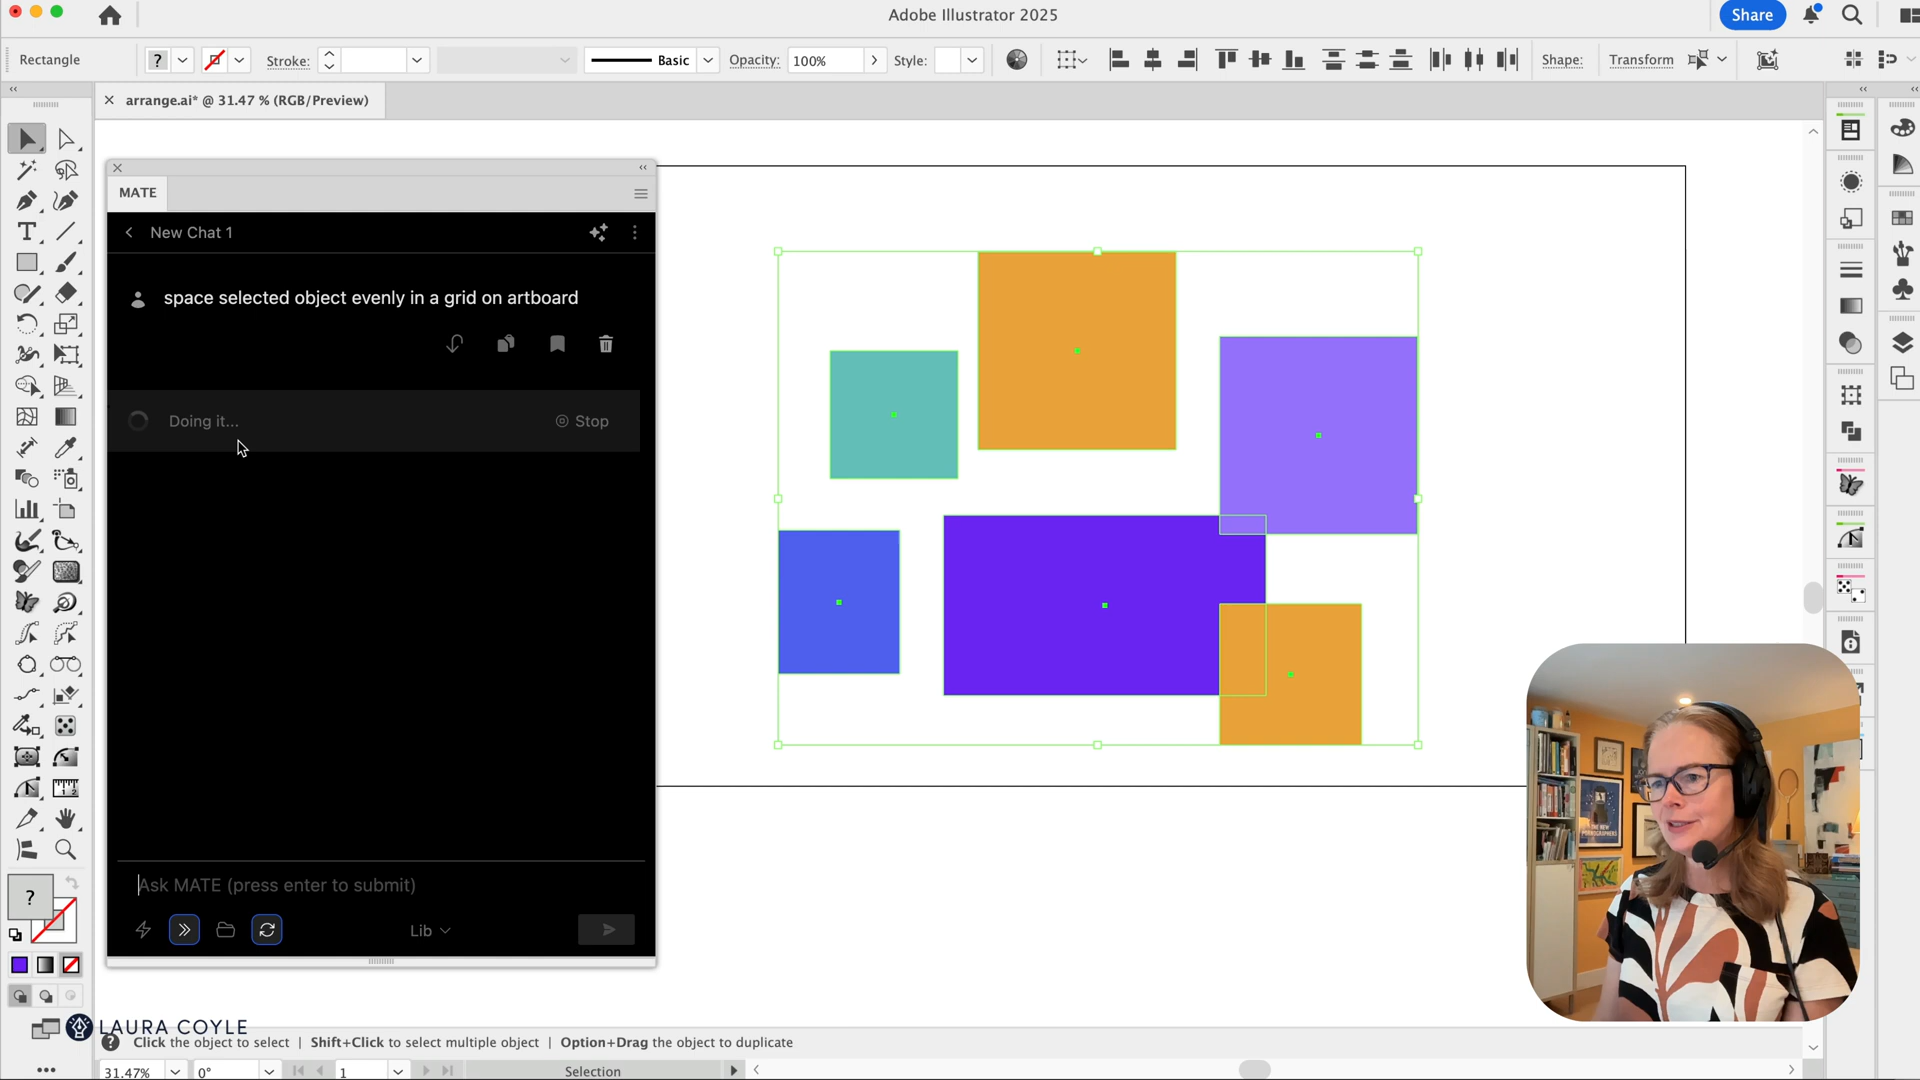 Adobe Illustrator 2025
Share
Rectangle
?
Stroke:
Basic
Opacity:
100%
Style:
Shape:
Transform
arrange.ai* @ 31.47 % (RGB/Preview)
MATE
New Chat 1
space selected object evenly in a grid on artboard
Doing it...
Stop
Ask MATE (press enter to submit)
Lib
?
THE NEW
PORNOGRAPHERS
LAURA COYLE
? Click the object to select | Shift+Click to select multiple object | Option+Drag the object to duplicate
31.47%
0°
1
Selection